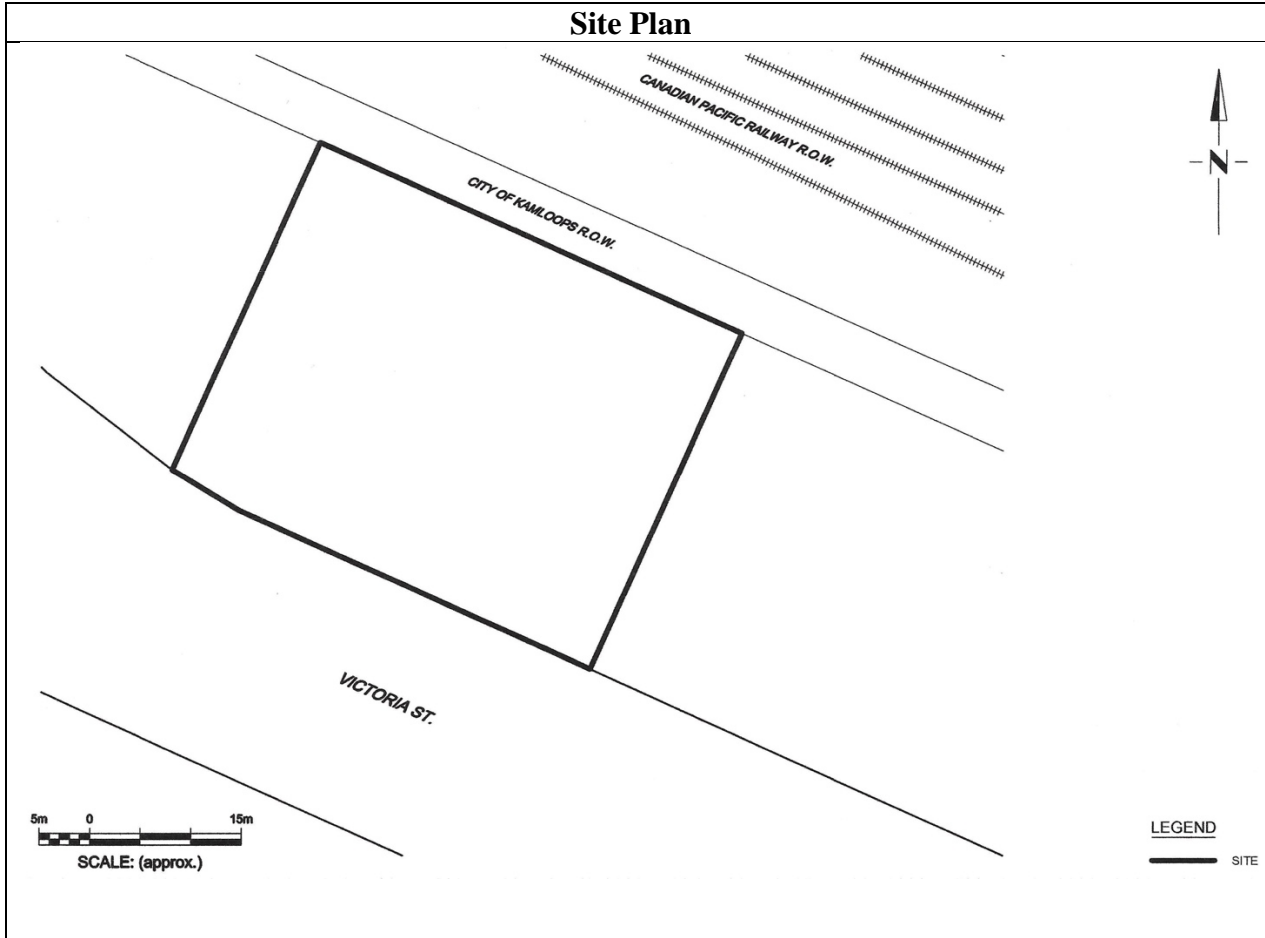 Site Plan
CANADIAN PACIFIC RAILWAY R.O.W.
N
CITY OF KAMLOOPS R.O.W.
VICTORIA ST.
5m 0 15m
SCALE: (approx.)
LEGEND
SITE